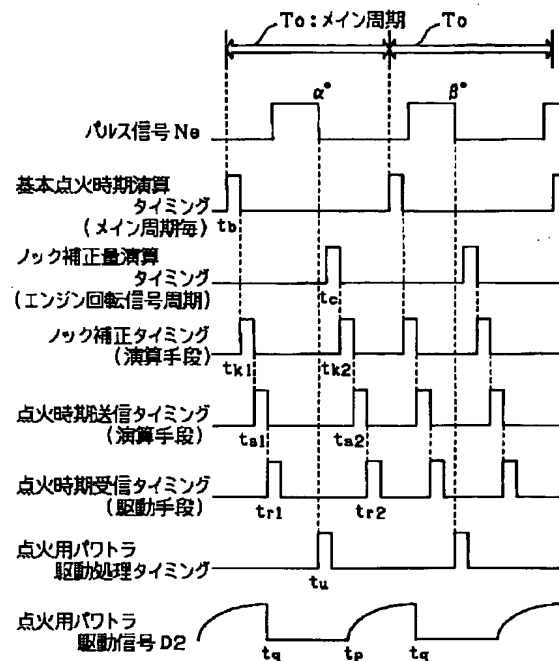 To:メイン周期
To
α°
β°
パルス信号Ne
基本点火時期演算
タイミング
(メイン周期毎)
tb
ノック補正量演算
タイミング
(エンジン回転信号周期)
tc
ノック補正タイミング
(演算手段)
tk1
tk2
点火時期送信タイミング
(演算手段)
ts1
ts2
点火時期受信タイミング
(駆動手段)
tr1
tr2
点火用パワトラ
駆動処理タイミング
tu
点火用パワトラ
駆動信号D2
tq
tp
tq